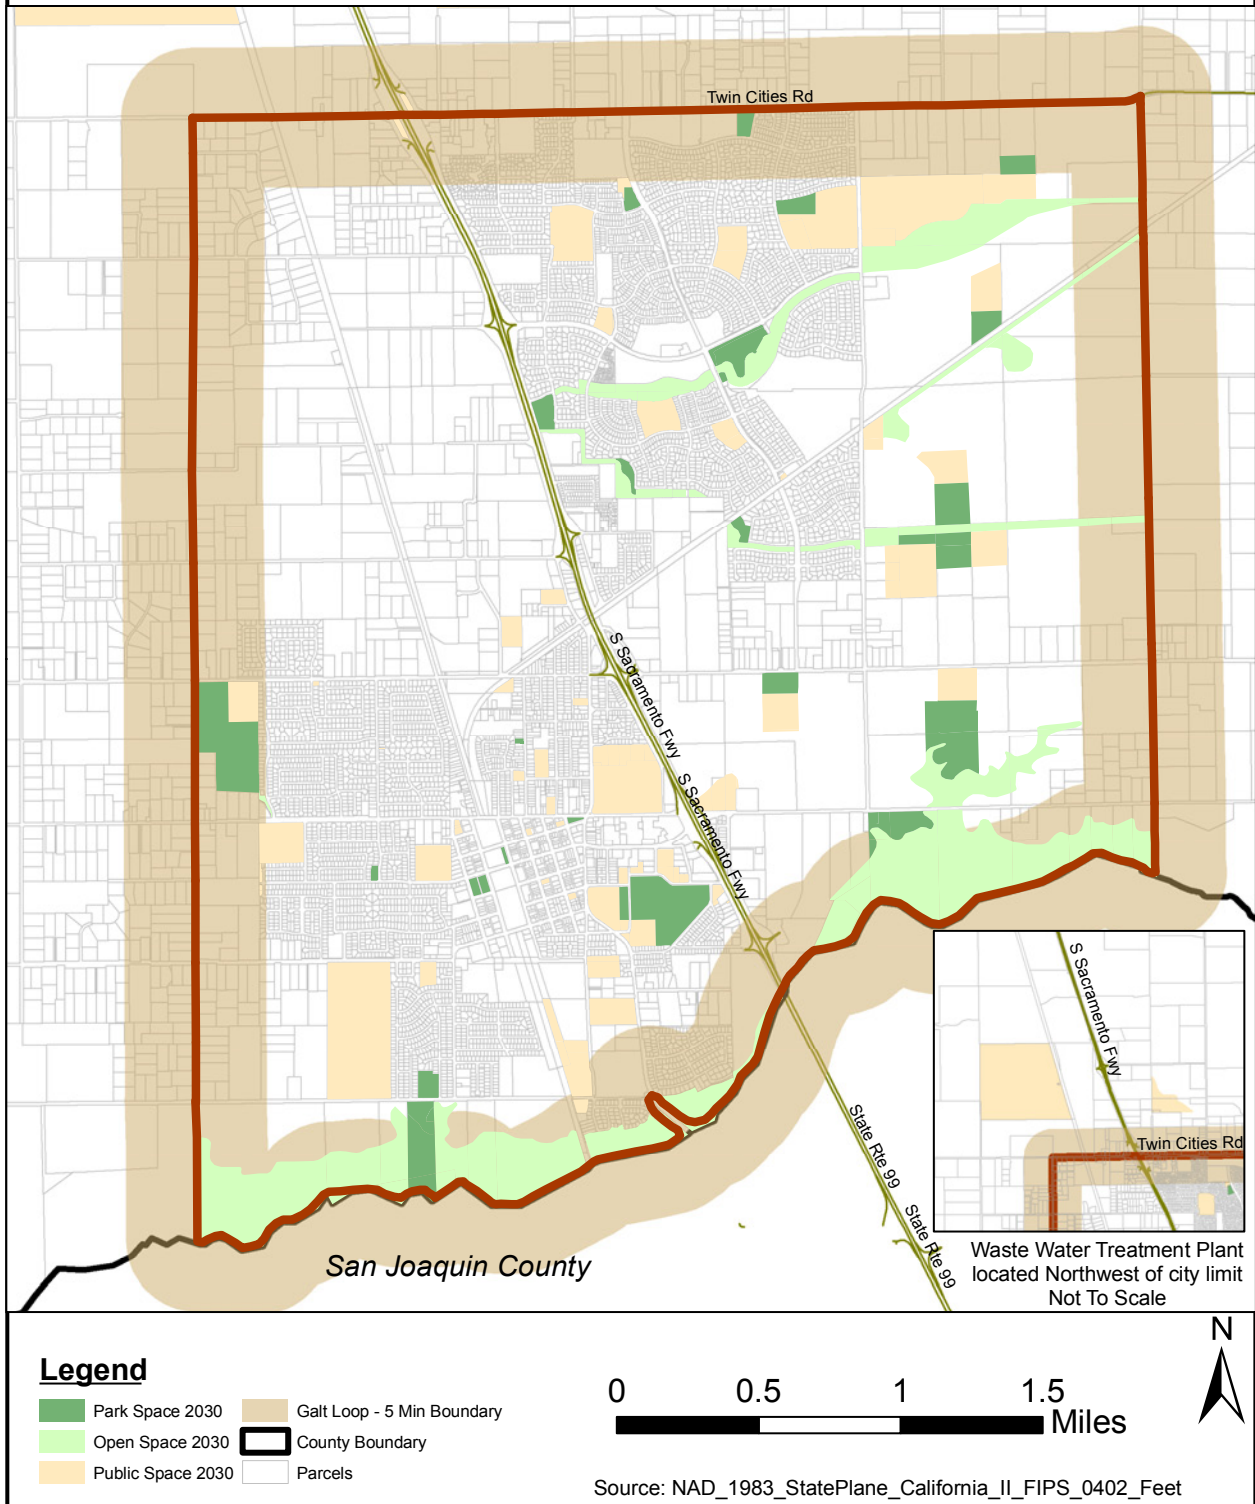 Twin Cities Rd
S Sacramento Fwy
S Sacramento Fwy
State Rte 99
State Rte 99
San Joaquin County
S Sacramento Fwy
Twin Cities Rd
Waste Water Treatment Plant
located Northwest of city limit
Not To Scale
Legend
Park Space 2030
Open Space 2030
Public Space 2030
Galt Loop - 5 Min Boundary
County Boundary
Parcels
0 0.5 1 1.5
Miles
N
Source: NAD_1983_StatePlane_California_II_FIPS_0402_Feet